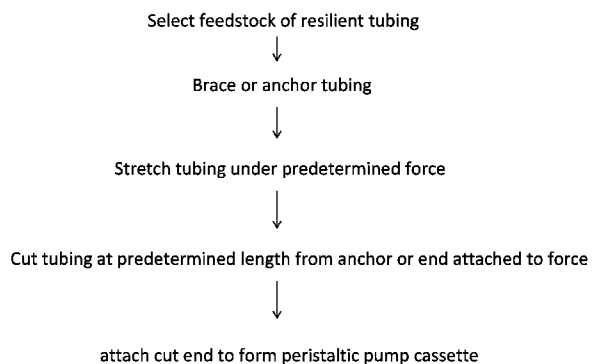 Select feedstock of resilient tubing
Brace or anchor tubing
Stretch tubing under predetermined force
Cut tubing at predetermined length from anchor or end attached to force
attach cut end to form peristaltic pump cassette